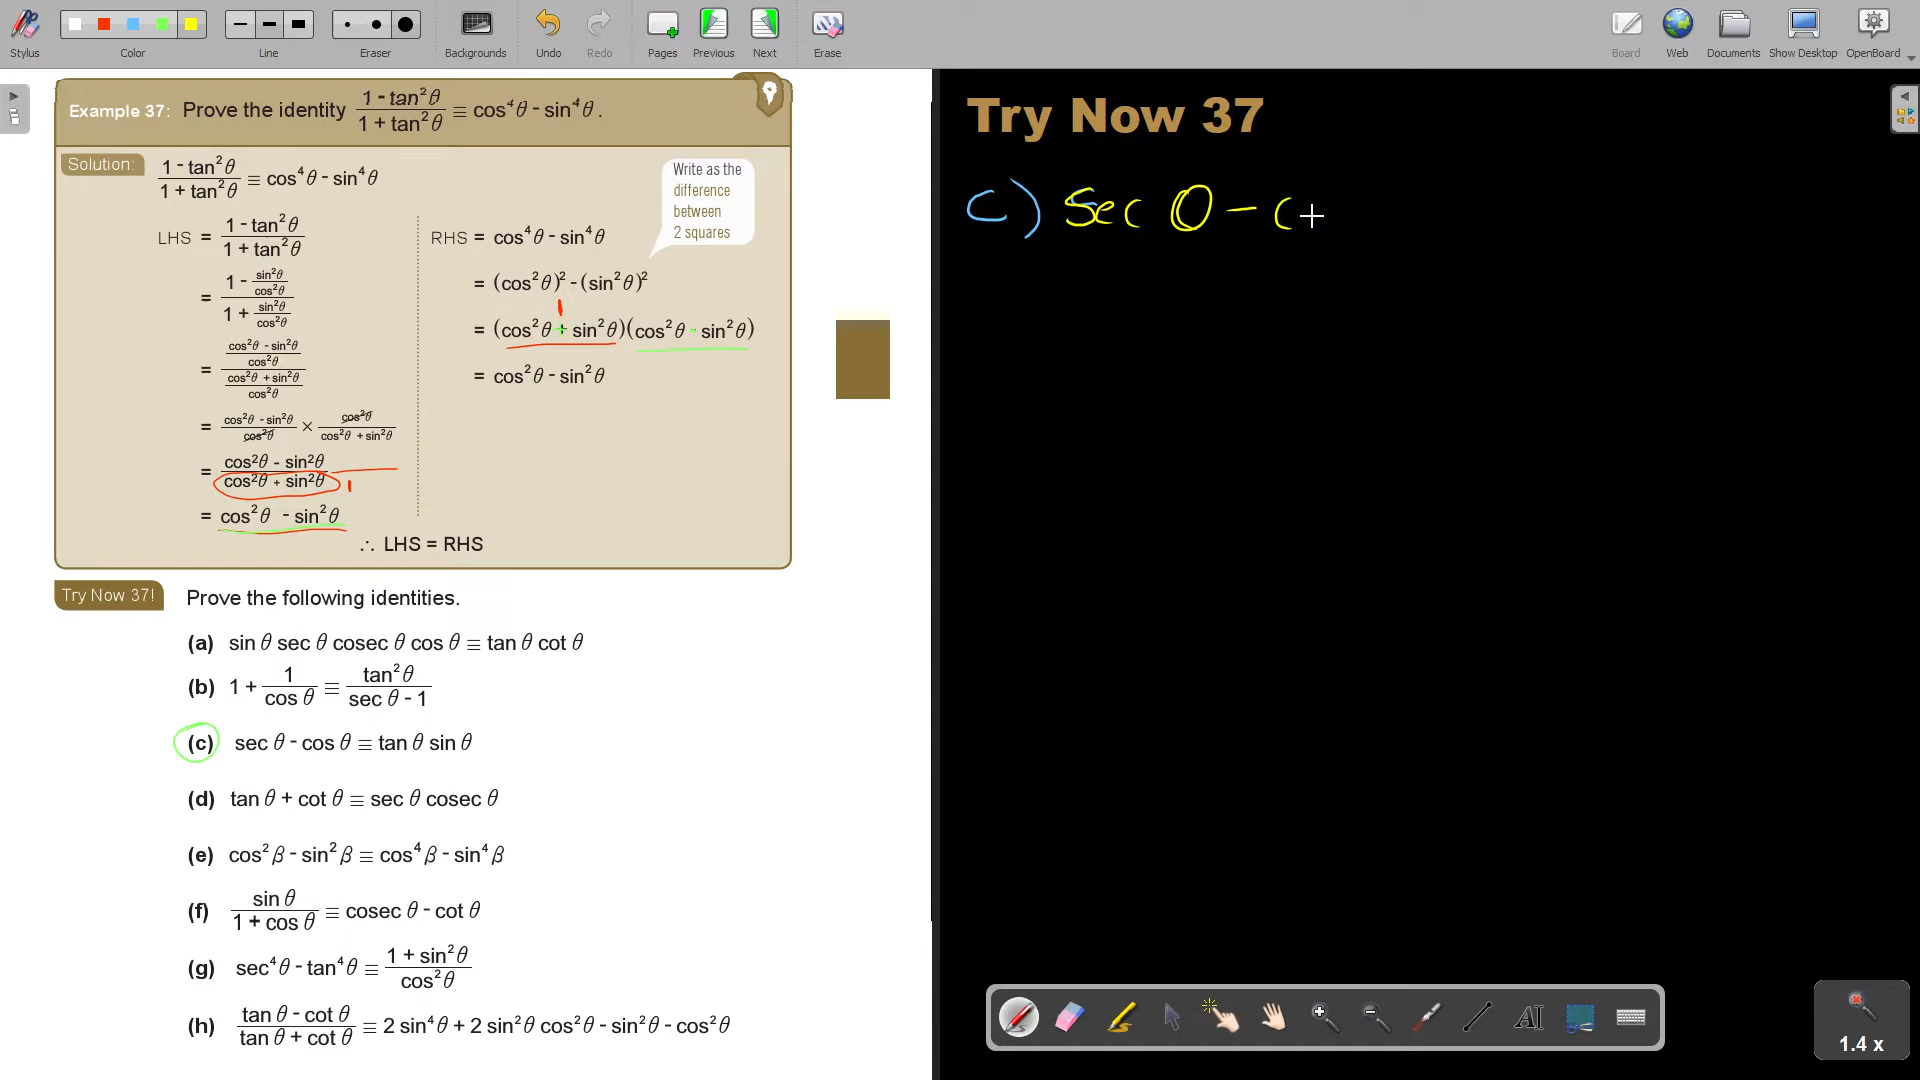 Stylus Color Line Eraser Backgrounds Undo Redo Pages Previous Next Erase Board Web Documents Show Desktop OpenBoard
Example 37: Prove the identity (1 - tan²θ)/(1 + tan²θ) ≡ cos⁴θ - sin⁴θ.
Solution: (1 - tan²θ)/(1 + tan²θ) ≡ cos⁴θ - sin⁴θ
Write as the
difference
between
2 squares
LHS = (1 - tan²θ)/(1 + tan²θ)
= (1 - sin²θ/cos²θ)/(1 + sin²θ/cos²θ)
= ((cos²θ - sin²θ)/cos²θ)/((cos²θ + sin²θ)/cos²θ)
= (cos²θ - sin²θ)/cos²θ × cos²θ/(cos²θ + sin²θ)
= (cos²θ - sin²θ)/(cos²θ + sin²θ) 1
= cos²θ - sin²θ
RHS = cos⁴θ - sin⁴θ
= (cos²θ)² - (sin²θ)²
1
= (cos²θ + sin²θ)(cos²θ - sin²θ)
= cos²θ - sin²θ
∴ LHS = RHS
Try Now 37! Prove the following identities.
(a) sin θ sec θ cosec θ cos θ ≡ tan θ cot θ
(b) 1 + 1/cos θ ≡ tan²θ/(sec θ - 1)
(c) sec θ - cos θ ≡ tan θ sin θ
(d) tan θ + cot θ ≡ sec θ cosec θ
(e) cos²β - sin²β ≡ cos⁴β - sin⁴β
(f) sin θ/(1 + cos θ) ≡ cosec θ - cot θ
(g) sec⁴θ - tan⁴θ ≡ (1 + sin²θ)/cos²θ
(h) (tan θ - cot θ)/(tan θ + cot θ) ≡ 2 sin⁴θ + 2 sin²θ cos²θ - sin²θ - cos²θ
Try Now 37
c) sec θ - c
1.4 x